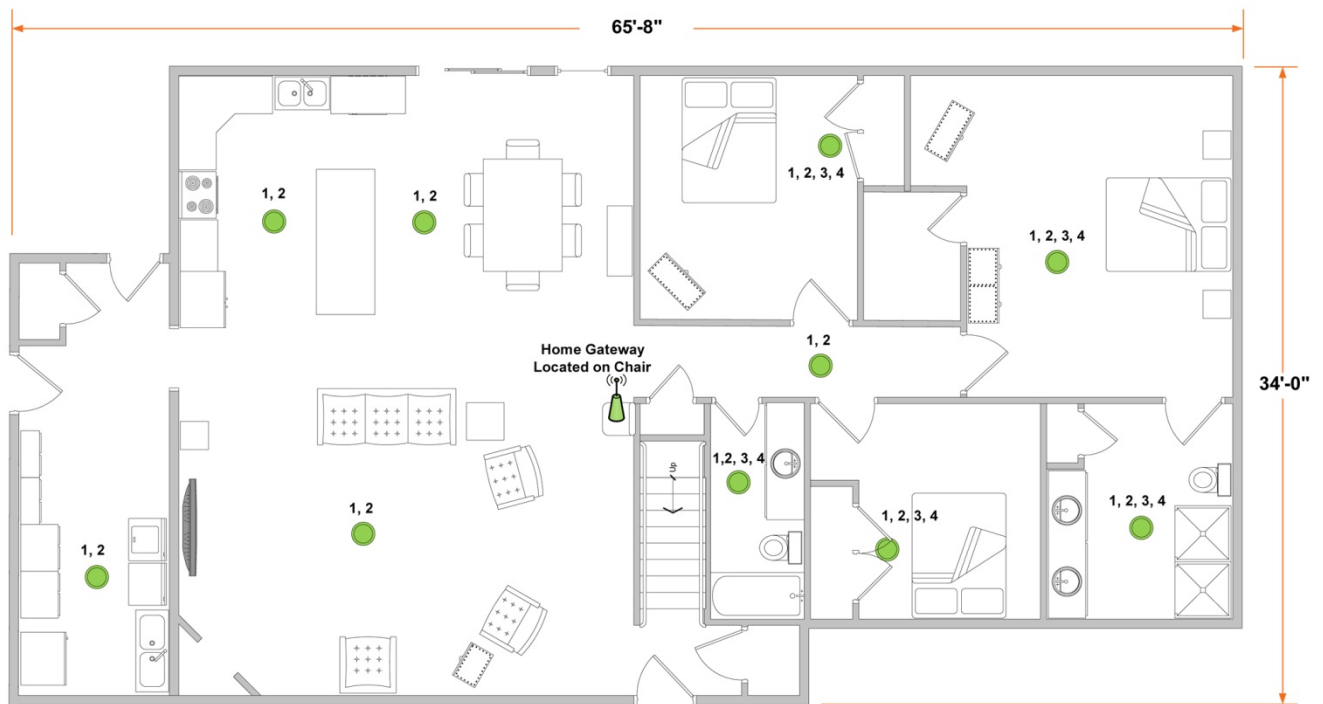 65'-8"
1, 2, 3, 4
1, 2
1, 2
1, 2, 3, 4
Home Gateway
Located on Chair
1, 2
34'-0"
1,2, 3, 4
Up
1, 2
1, 2, 3, 4
1, 2, 3, 4
1, 2